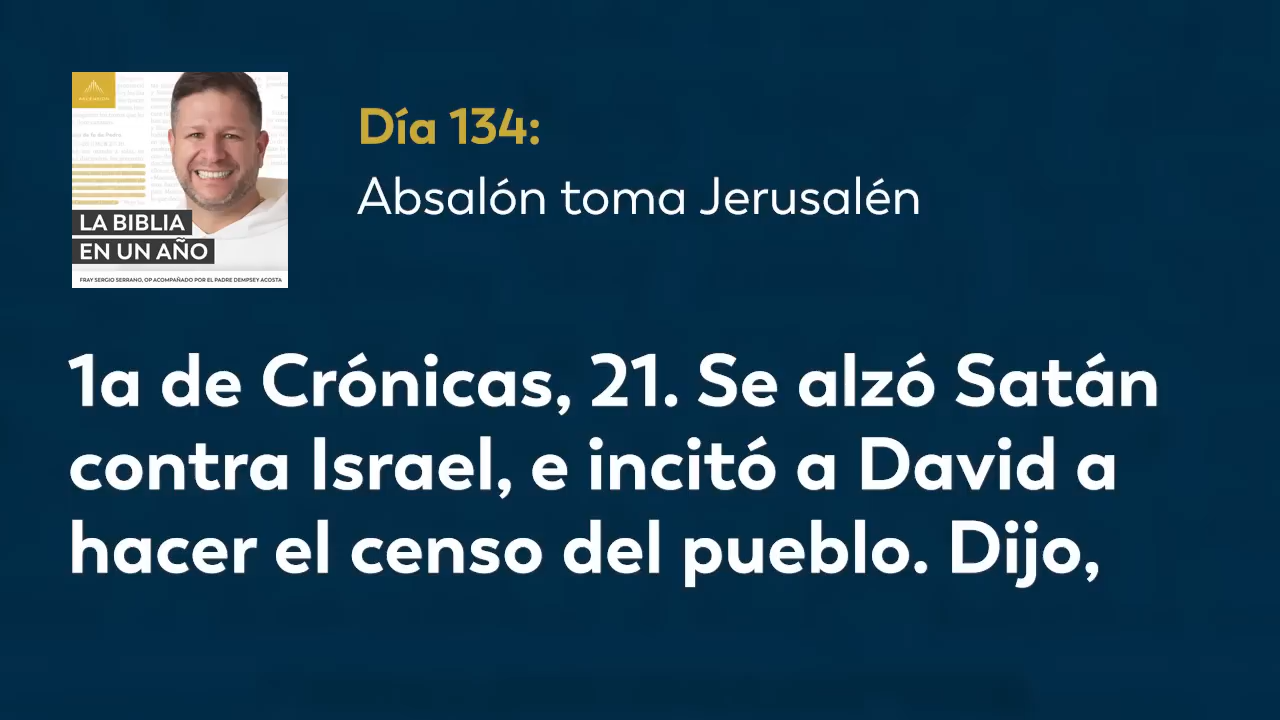 Día 134:
Absalón toma Jerusalén
LA BIBLIA
EN UN AÑO
FRAY SERGIO SERRANO, OP ACOMPAÑADO POR EL PADRE DEMPSEY ACOSTA
1a de Crónicas, 21. Se alzó Satán
contra Israel, e incitó a David a
hacer el censo del pueblo. Dijo,